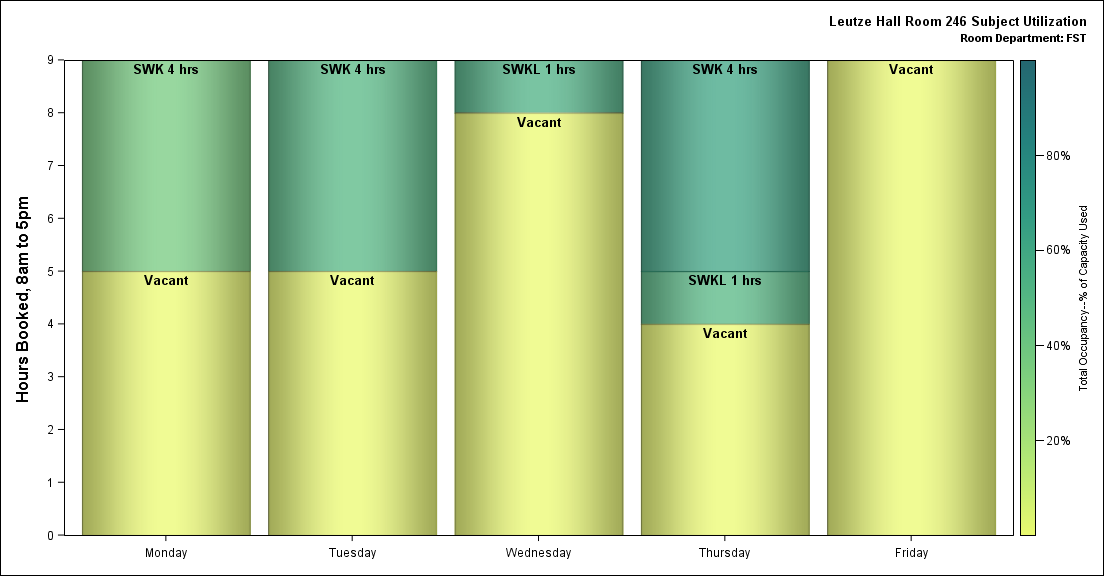 Leutze Hall Room 246 Subject Utilization
Room Department: FST
Hours Booked, 8am to 5pm
9
8
7
6
5
4
3
2
1
0
SWK 4 hrs
Vacant
SWK 4 hrs
Vacant
SWKL 1 hrs
Vacant
SWK 4 hrs
SWKL 1 hrs
Vacant
Vacant
Monday
Tuesday
Wednesday
Thursday
Friday
80%
60%
40%
20%
Total Occupancy--% of Capacity Used